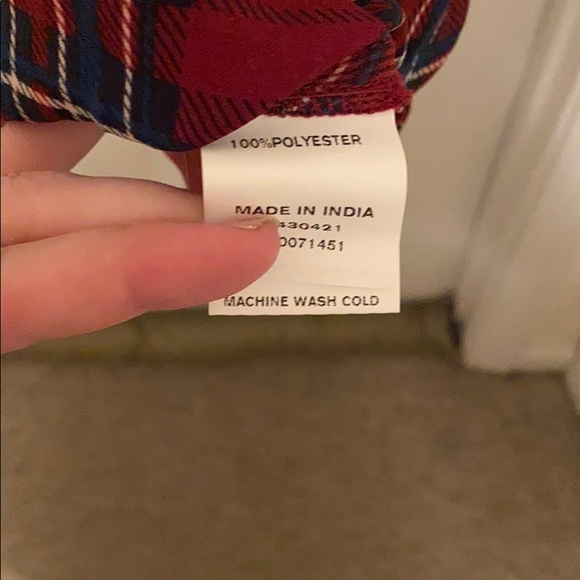 100%POLYESTER
MADE IN INDIA
430421
0071451
MACHINE WASH COLD